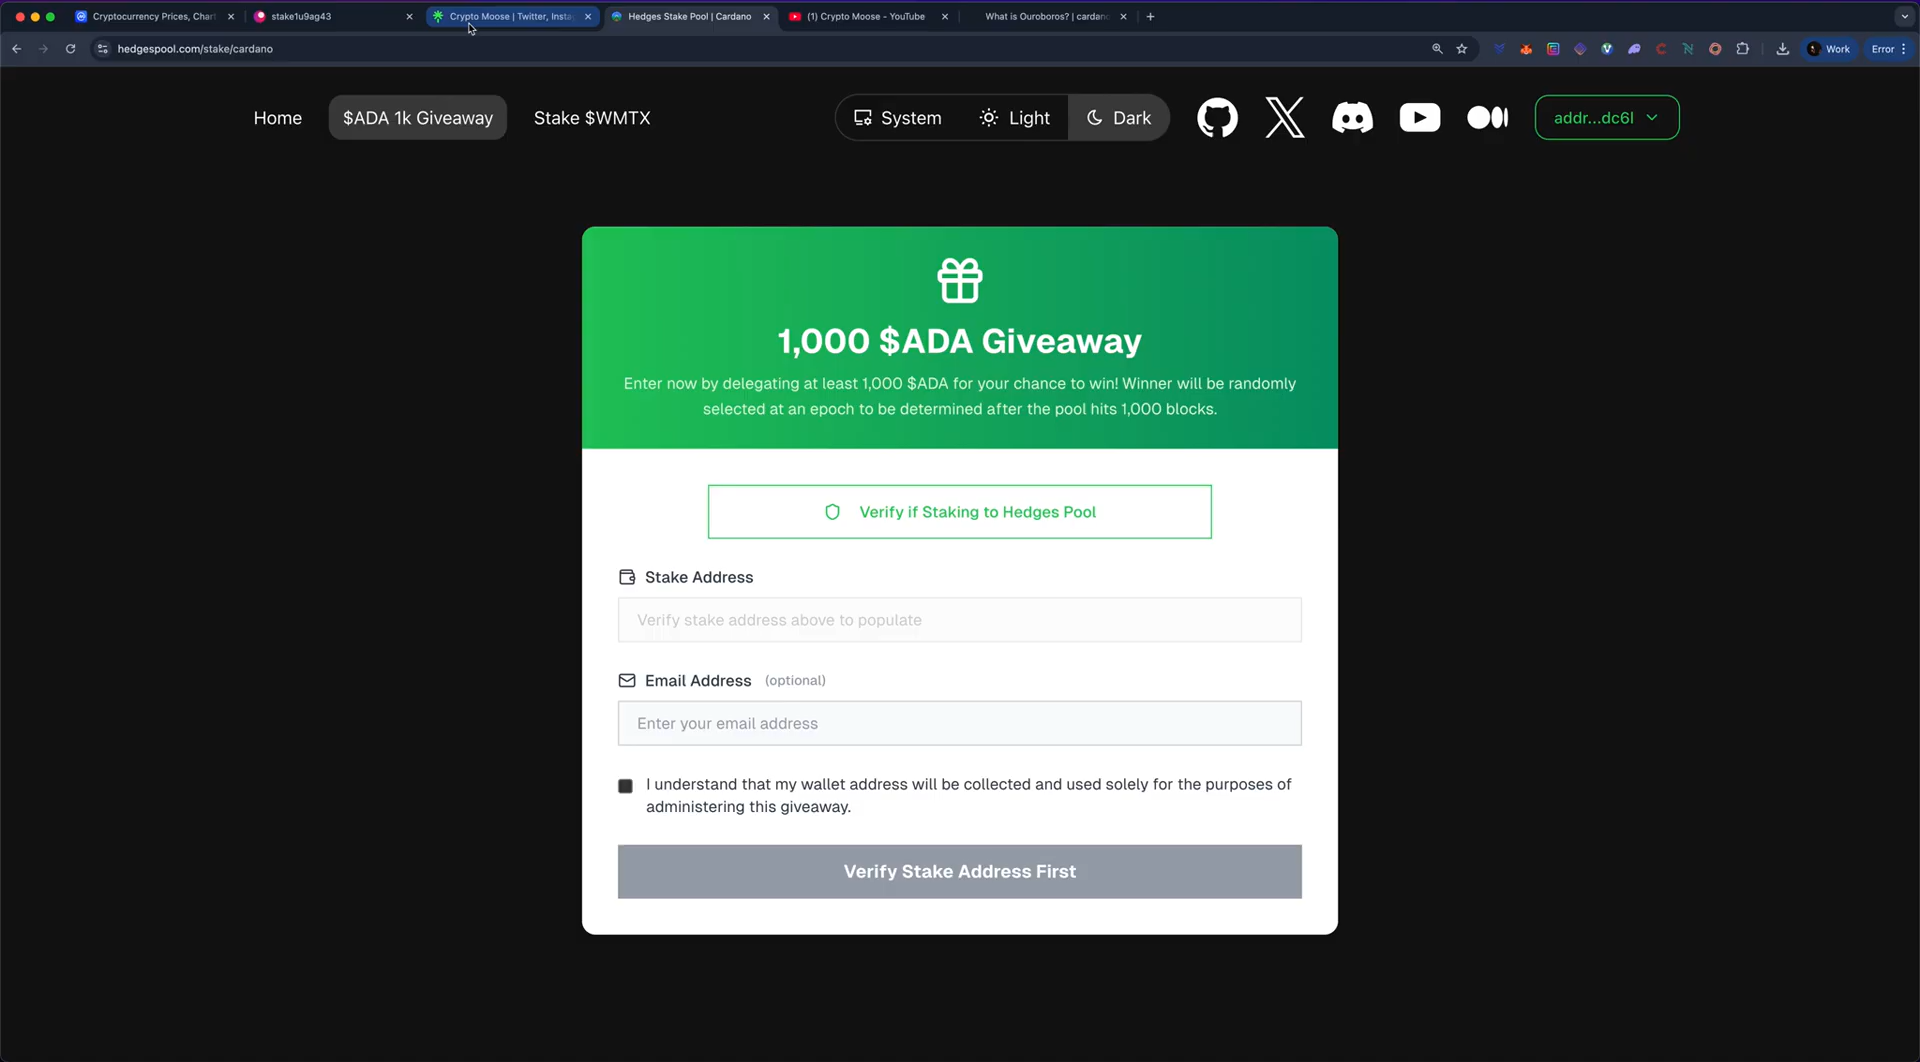 Cryptocurrency Prices, Chart
stake1u9ag43
Crypto Moose | Twitter, Insta
Hedges Stake Pool | Cardano
(1) Crypto Moose - YouTube
What is Ouroboros? | cardano
hedgespool.com/stake/cardano
Work
Error
Home
$ADA 1k Giveaway
Stake $WMTX
System
Light
Dark
addr...dc6l
1,000 $ADA Giveaway
Enter now by delegating at least 1,000 $ADA for your chance to win! Winner will be randomly
selected at an epoch to be determined after the pool hits 1,000 blocks.
Verify if Staking to Hedges Pool
Stake Address
Verify stake address above to populate
Email Address (optional)
Enter your email address
I understand that my wallet address will be collected and used solely for the purposes of
administering this giveaway.
Verify Stake Address First